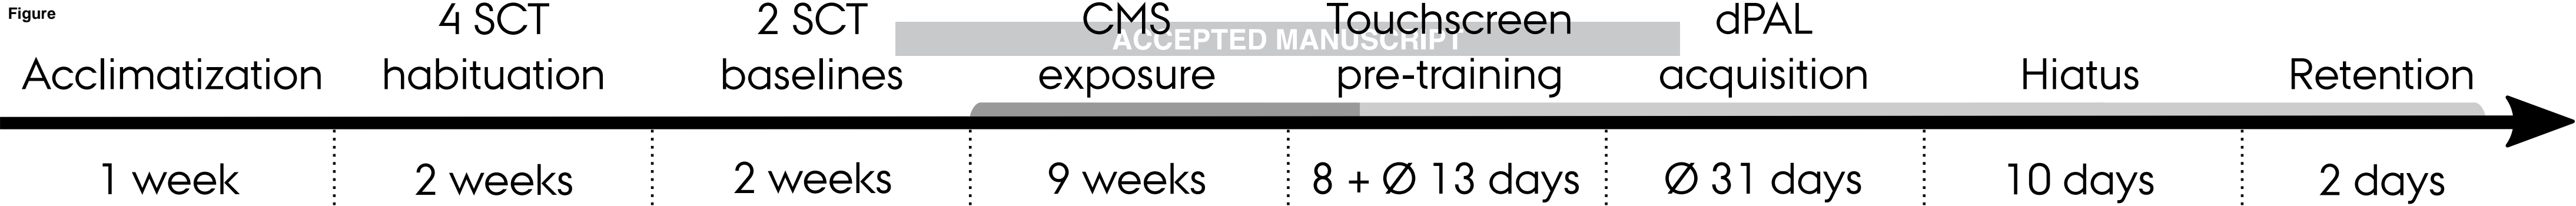 Figure
4 SCT
2 SCT
CMS
Touchscreen
dPAL
ACCEPTED MANUSCRIPT
Acclimatization
habituation
baselines
exposure
pre-training
acquisition
Hiatus
Retention
1 week
2 weeks
2 weeks
9 weeks
8 + Ø 13 days
Ø 31 days
10 days
2 days